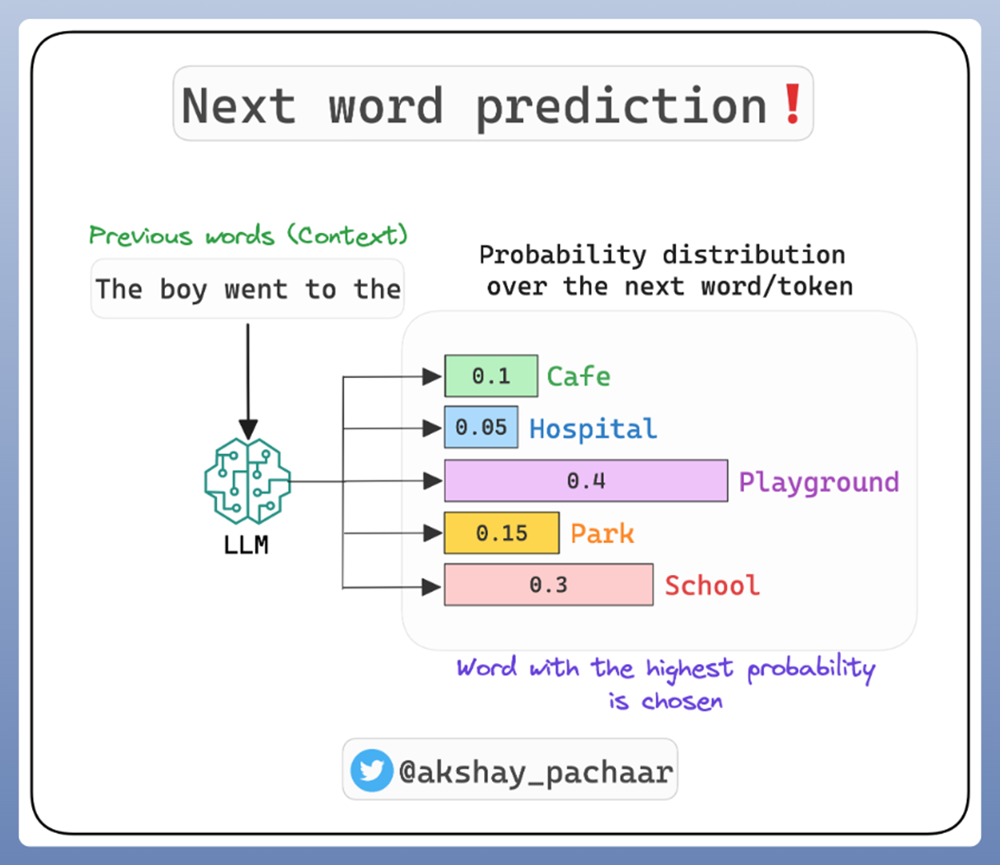 Next word prediction❗
Previous words (Context)
The boy went to the
Probability distribution
over the next word/token
0.1 Cafe
0.05 Hospital
0.4 Playground
0.15 Park
0.3 School
LLM
Word with the highest probability
is chosen
@akshay_pachaar